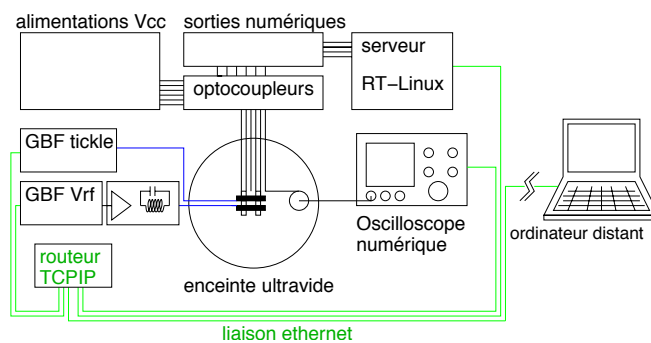 alimentations Vcc
sorties numériques
serveur
RT−Linux
optocoupleurs
GBF tickle
GBF Vrf
Oscilloscope
numérique
ordinateur distant
routeur
TCPIP
enceinte ultravide
liaison ethernet